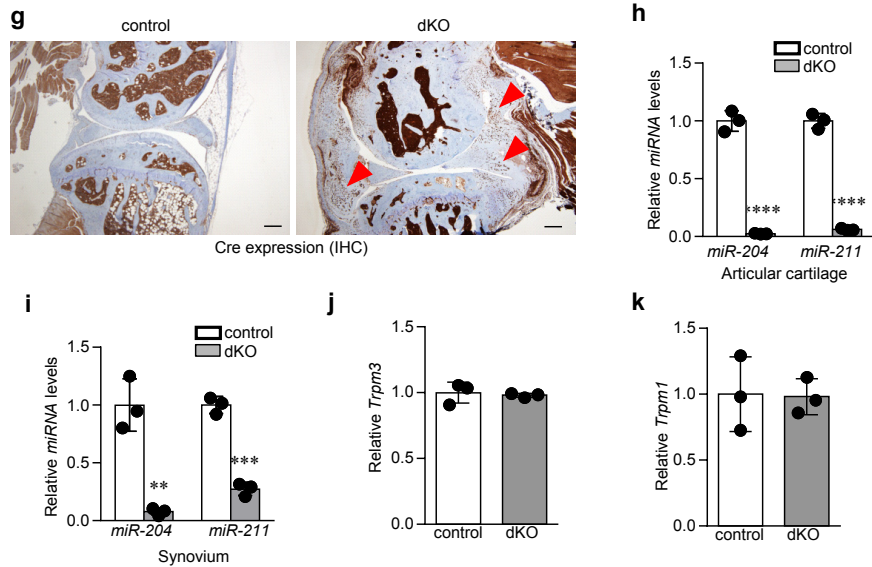 g
control
dKO
Cre expression (IHC)
h
control
dKO
Relative miRNA levels
1.5
1.0
0.5
0.0
****
****
miR-204
miR-211
Articular cartilage
i
control
dKO
Relative miRNA levels
1.5
1.0
0.5
0.0
**
***
miR-204
miR-211
Synovium
j
Relative Trpm3
1.5
1.0
0.5
0.0
control
dKO
k
Relative Trpm1
1.5
1.0
0.5
0.0
control
dKO